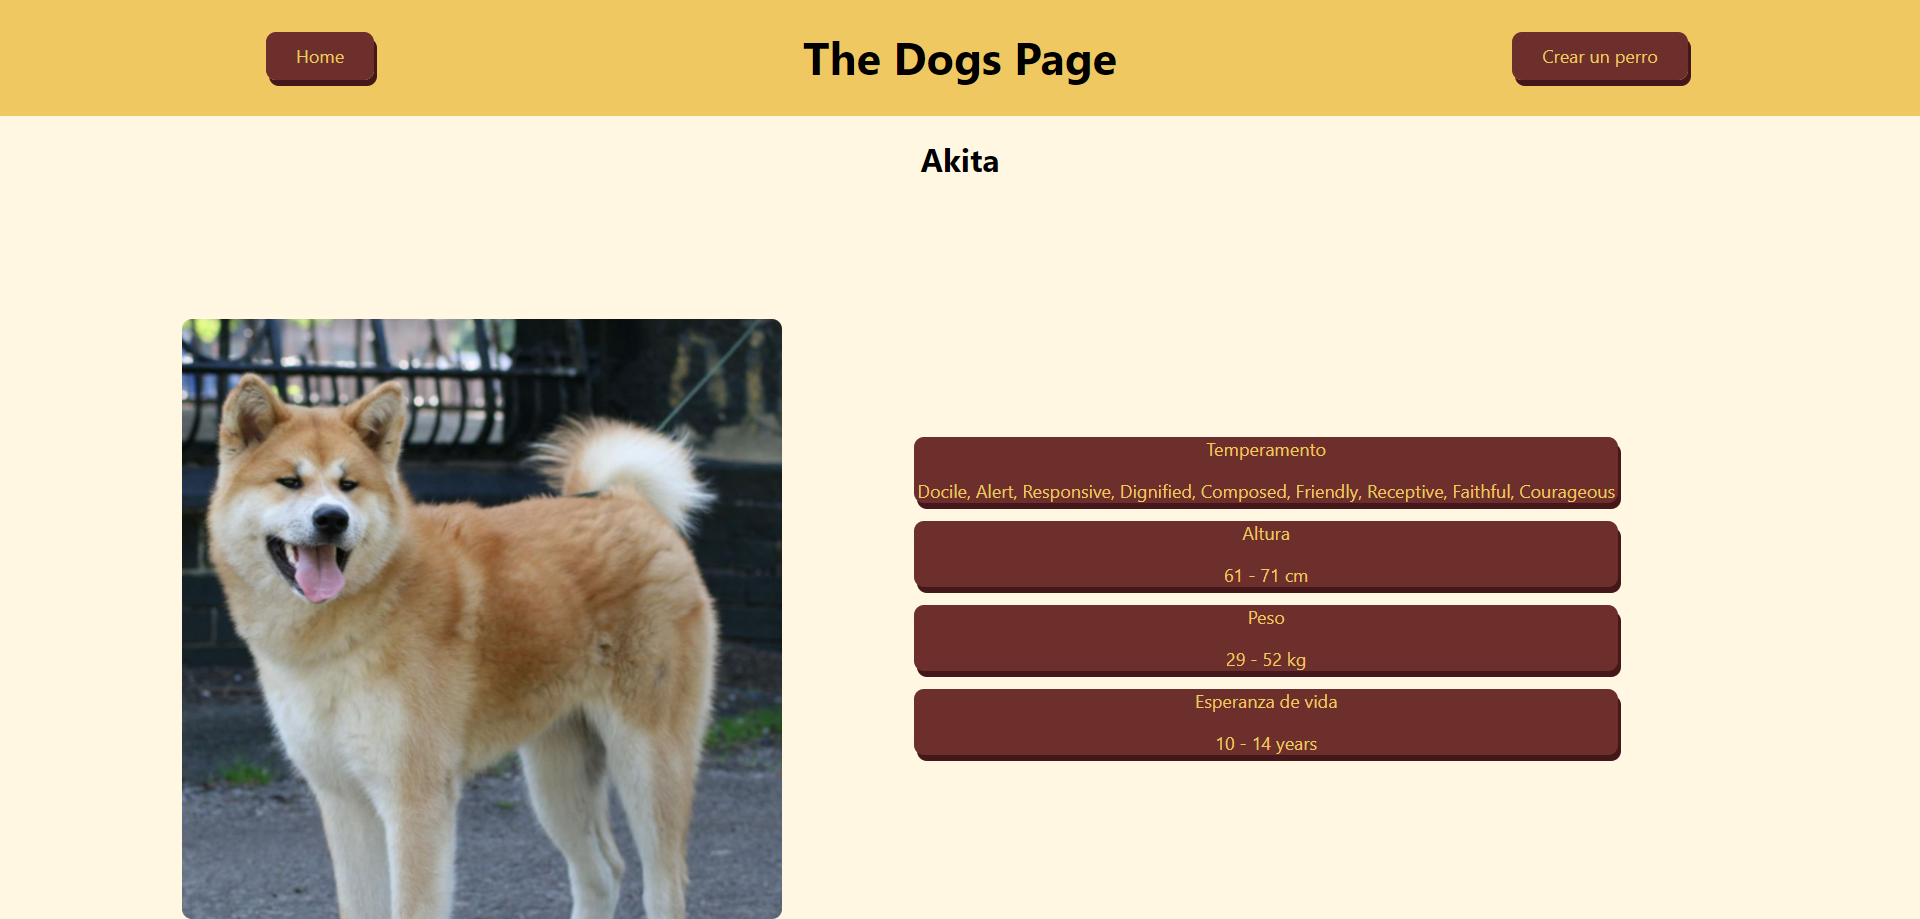 Home
The Dogs Page
Crear un perro
Akita
Temperamento
Docile, Alert, Responsive, Dignified, Composed, Friendly, Receptive, Faithful, Courageous
Altura
61 - 71 cm
Peso
29 - 52 kg
Esperanza de vida
10 - 14 years